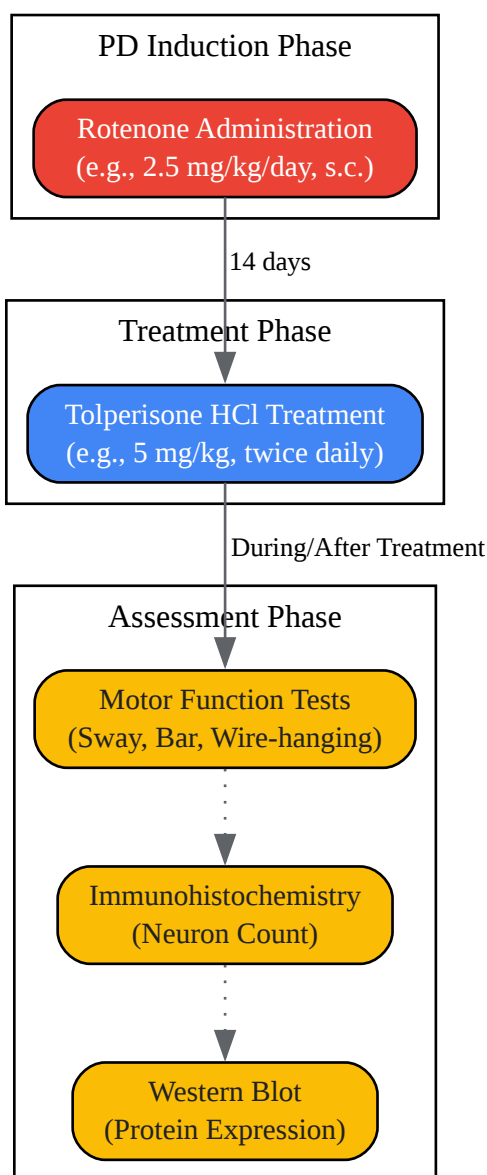 PD Induction Phase
Rotenone Administration
(e.g., 2.5 mg/kg/day, s.c.)
14 days
Treatment Phase
Tolperisone HCl Treatment
(e.g., 5 mg/kg, twice daily)
During/After Treatment
Assessment Phase
Motor Function Tests
(Sway, Bar, Wire-hanging)
Immunohistochemistry
(Neuron Count)
Western Blot
(Protein Expression)